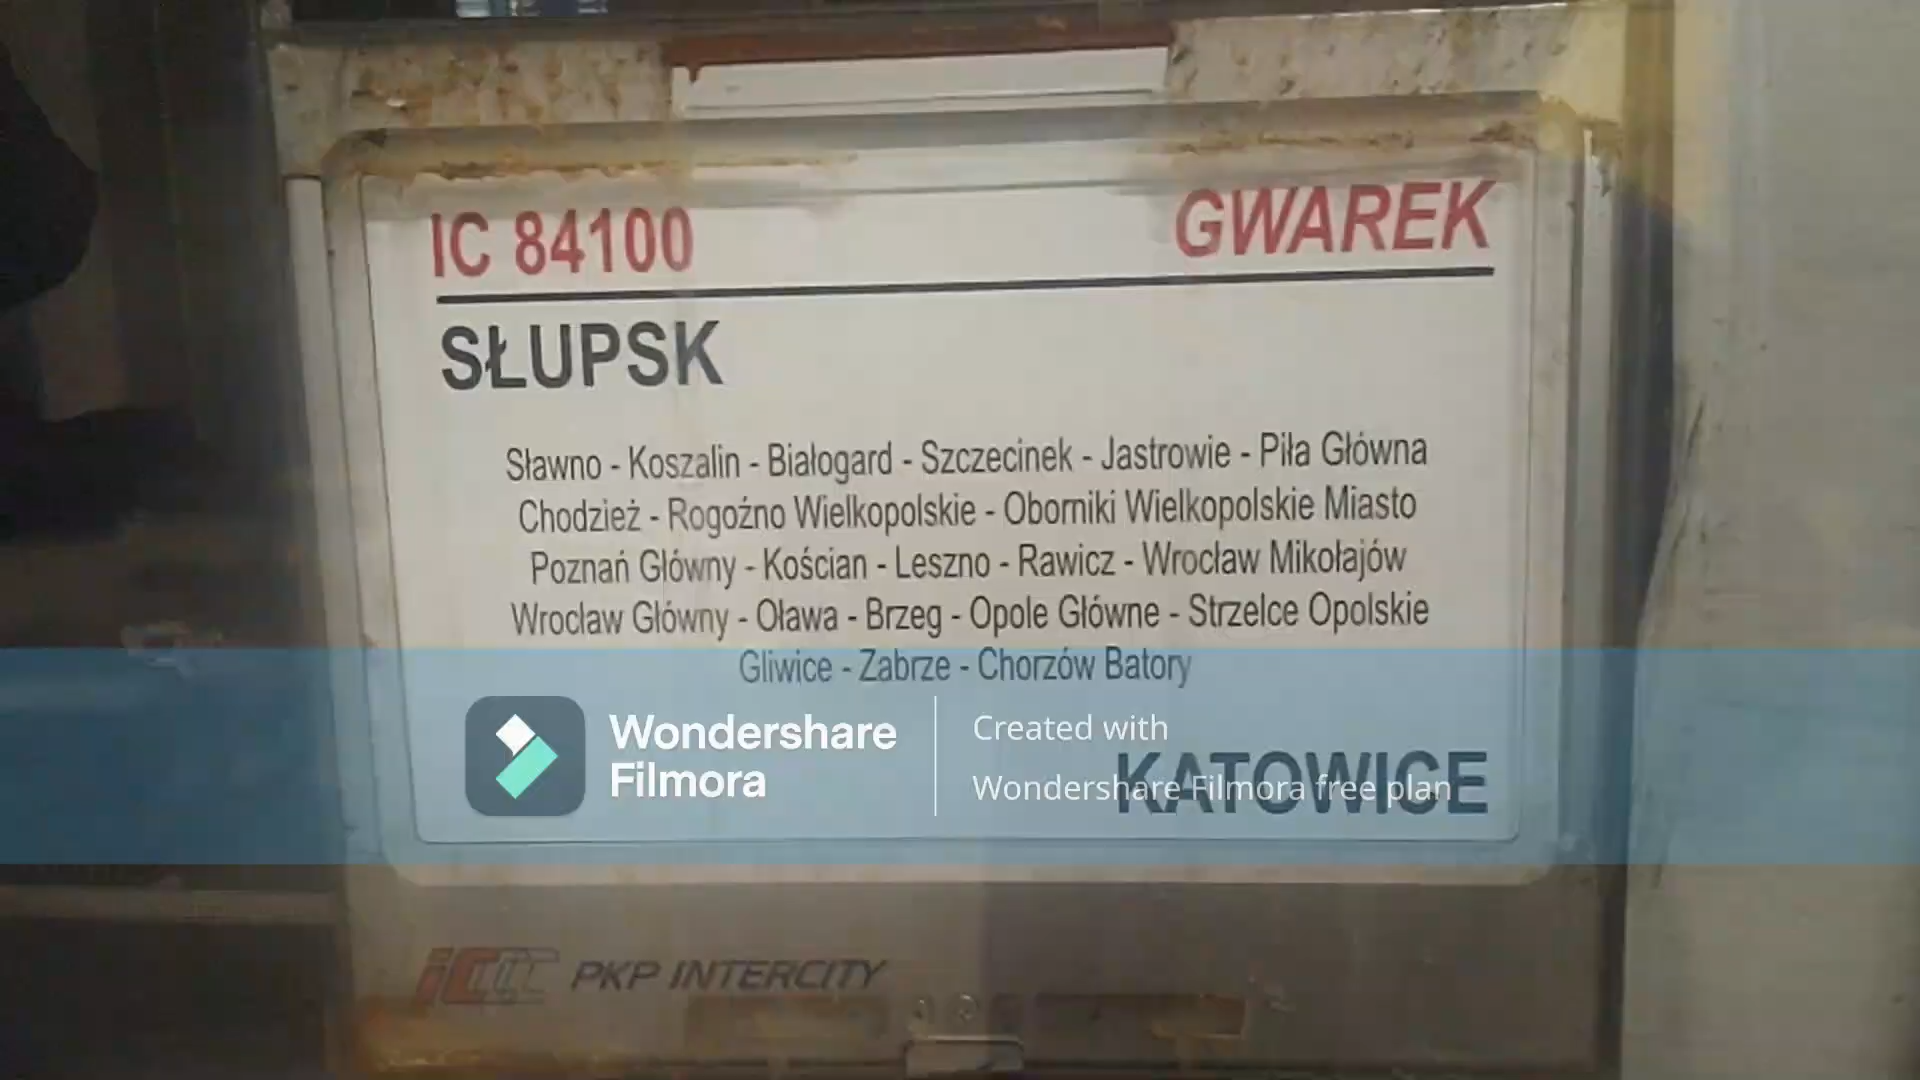 IC 84100 GWAREK
SŁUPSK
Sławno - Koszalin - Białogard - Szczecinek - Jastrowie - Piła Główna
Chodzież - Rogoźno Wielkopolskie - Oborniki Wielkopolskie Miasto
Poznań Główny - Kościan - Leszno - Rawicz - Wrocław Mikołajów
Wrocław Główny - Oława - Brzeg - Opole Główne - Strzelce Opolskie
Gliwice - Zabrze - Chorzów Batory
KATOWICE
Wondershare
Filmora
Created with
Wondershare Filmora free plan
IC PKP INTERCITY